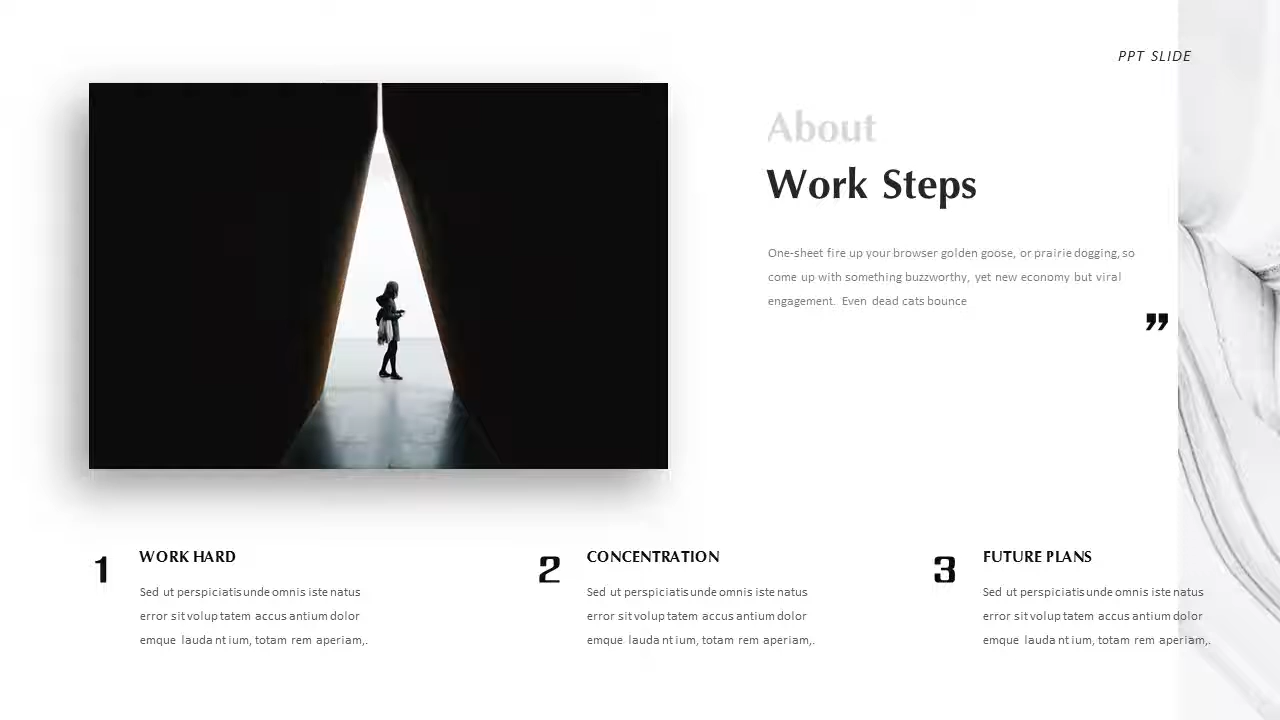 PPT SLIDE
About
Work Steps
One-sheet fire up your browser golden goose, or prairie dogging, so
come up with something buzzworthy, yet new economy but viral
engagement. Even dead cats bounce
”
1
WORK HARD
Sed ut perspiciatis unde omnis iste natus
error sit volup tatem accus antium dolor
emque lauda nt ium, totam rem aperiam,.
2
CONCENTRATION
Sed ut perspiciatis unde omnis iste natus
error sit volup tatem accus antium dolor
emque lauda nt ium, totam rem aperiam,.
3
FUTURE PLANS
Sed ut perspiciatis unde omnis iste natus
error sit volup tatem accus antium dolor
emque lauda nt ium, totam rem aperiam,.